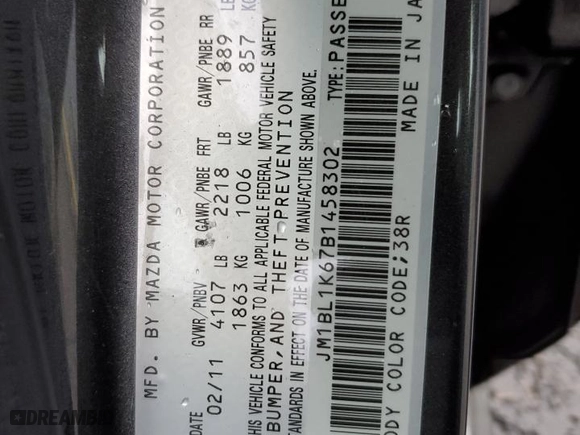 MFD. BY MAZDA MOTOR CORPORATION
DATE GVWR/PNBV GAWR/PNBE FRT GAWR/PNBE RR
02/11 4107 LB 2218 LB 1889 LB
1863 KG 1006 KG 857 KG
THIS VEHICLE CONFORMS TO ALL APPLICABLE FEDERAL MOTOR VEHICLE SAFETY
BUMPER, AND THEFT PREVENTION
STANDARDS IN EFFECT ON THE DATE OF MANUFACTURE SHOWN ABOVE.
JM1BL1K67B1458302 TYPE:PASSE
BODY COLOR CODE;38R MADE IN JA
DREAMBID